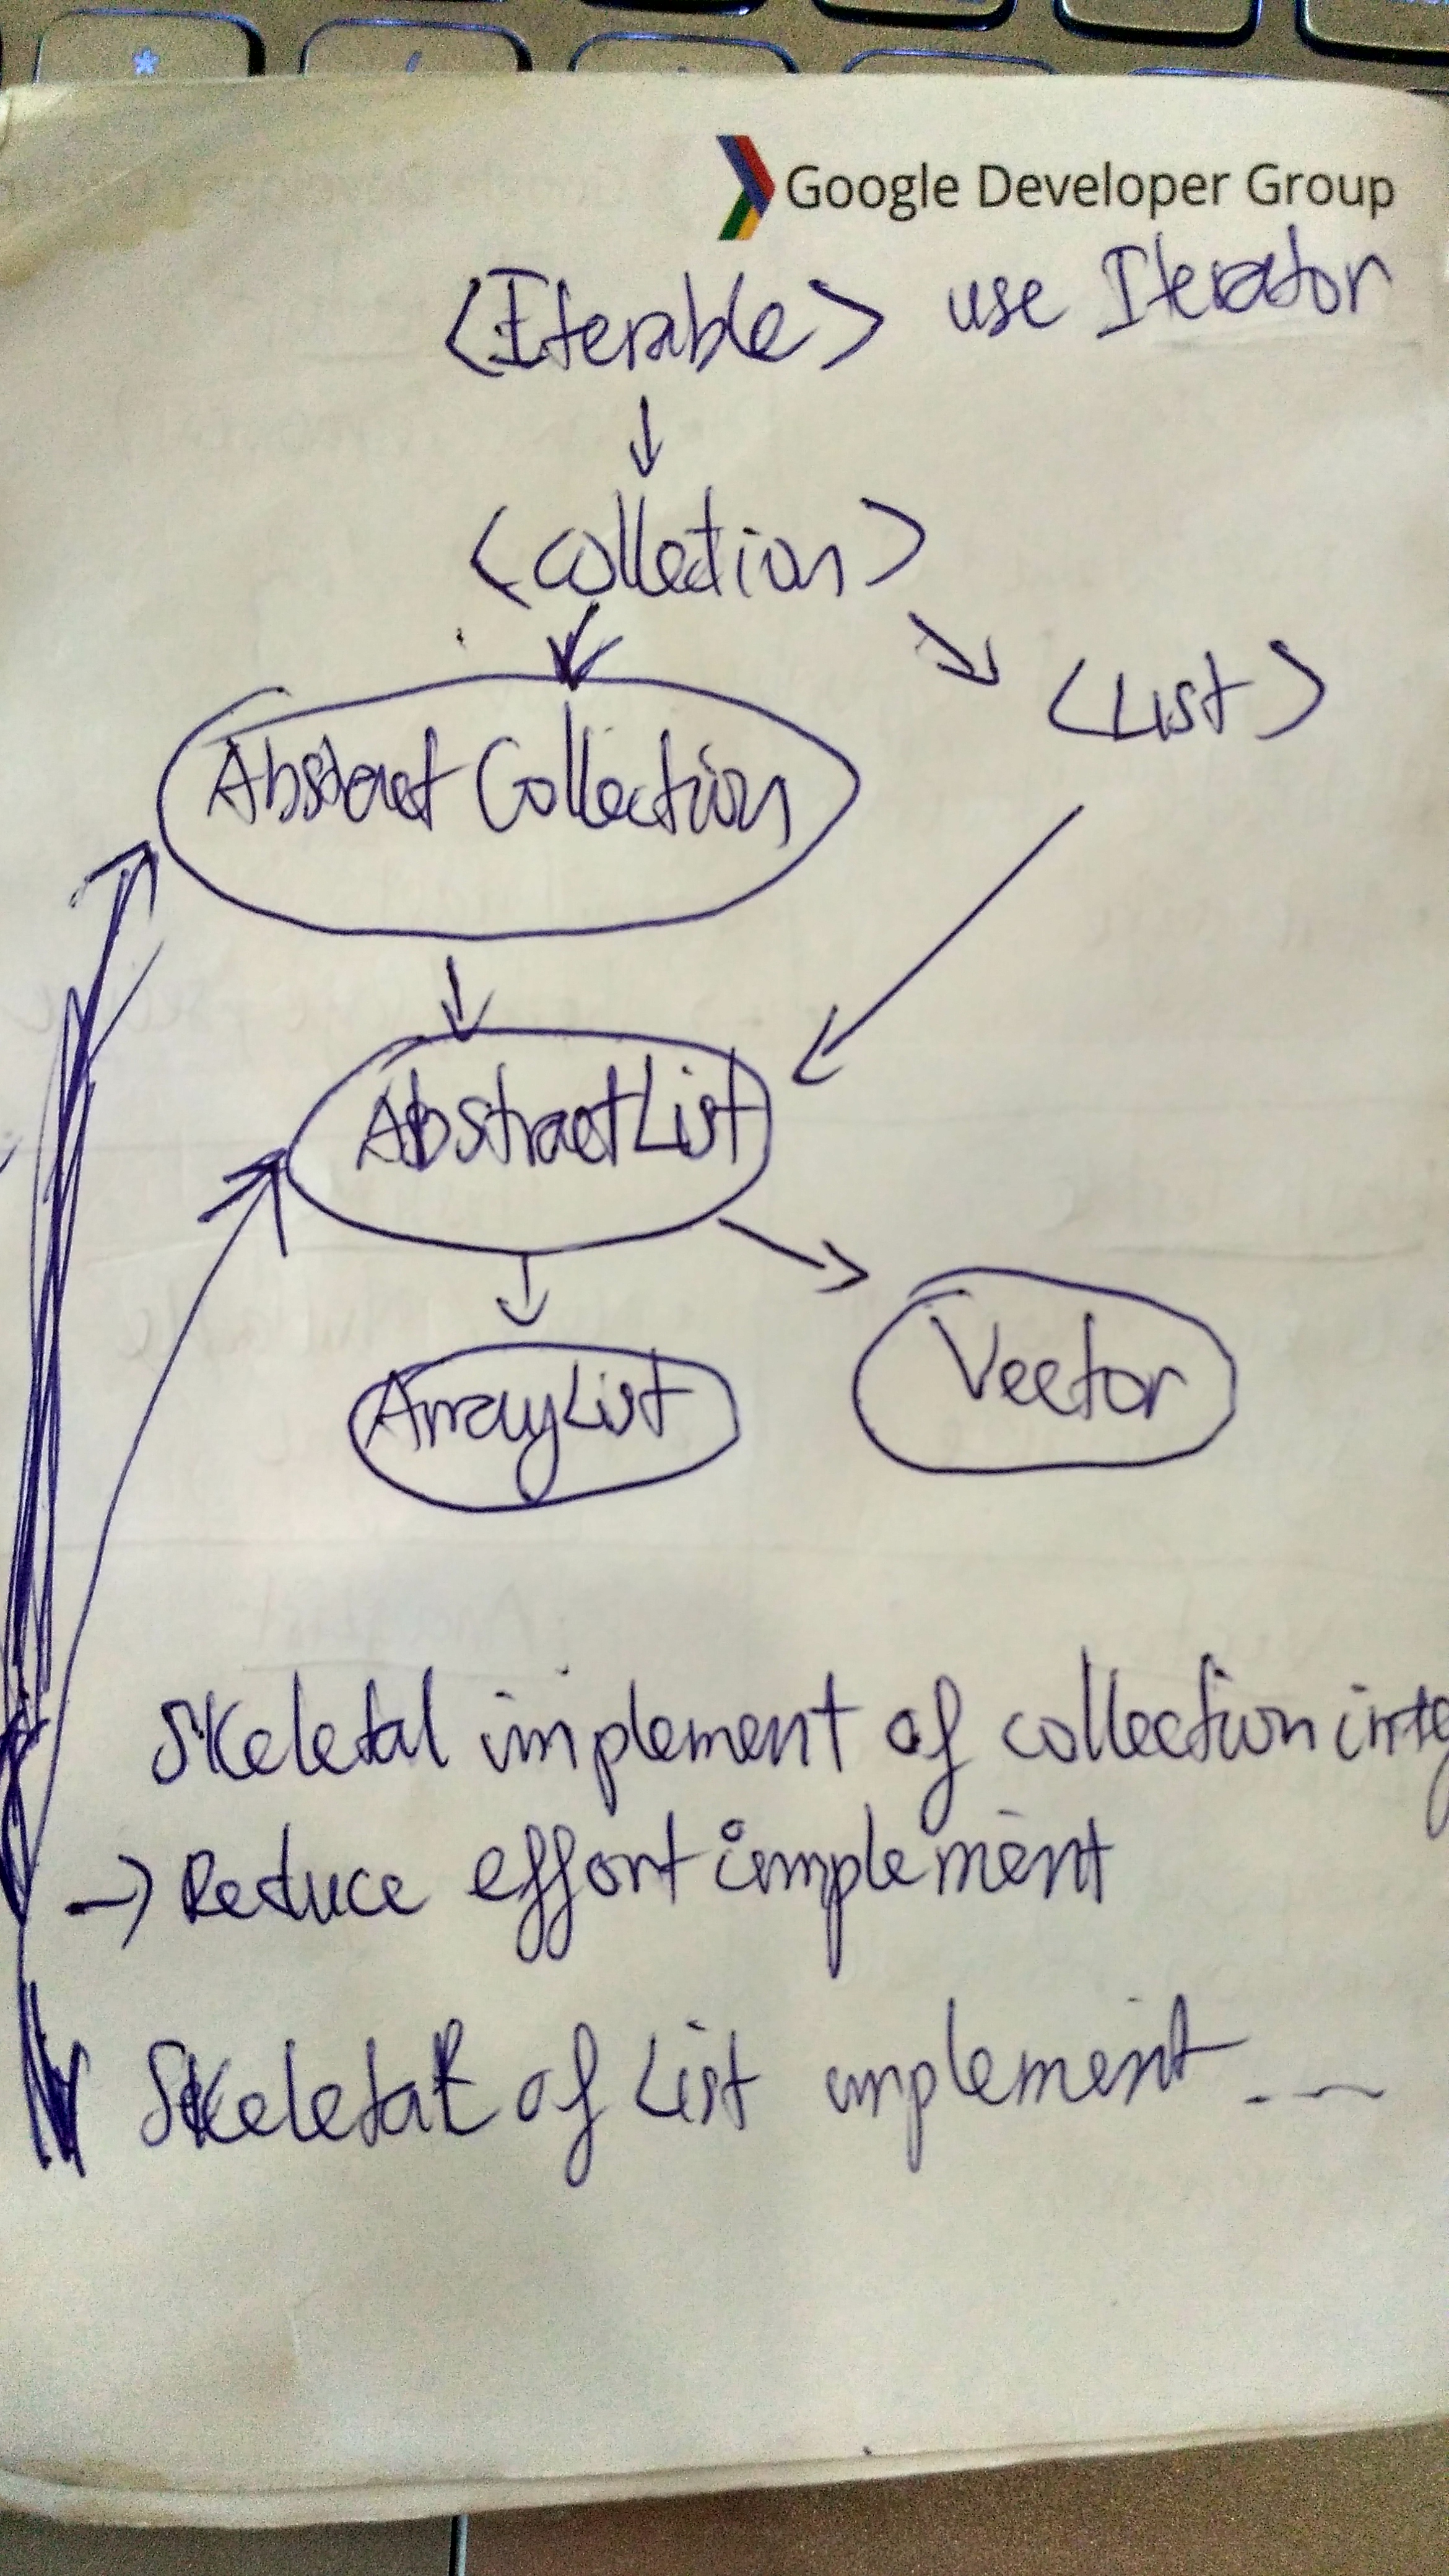 Google Developer Group
<Iterable> use Iterator
<Collection>
<List>
Abstract Collection
AbstractList
ArrayList
Vector
Skeletal implement of collection inte
→ Reduce effort implement
Skeletal of List implement ...